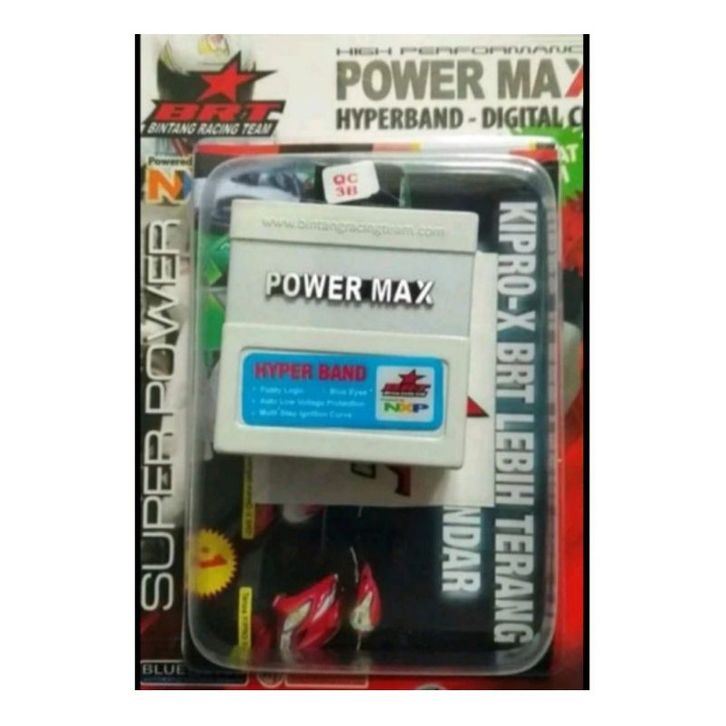 HIGH PERFORMANC
POWER MAX
HYPERBAND - DIGITAL C
BRT
BINTANG RACING TEAM
Powered
NX
QC
3B
www.bintangracingteam.com
POWER MAX
HYPER BAND
• Fuzzy Logic • Blue Eyes
• Auto Low Voltage Protection
• Multi Step Ignition Curve
BRT
NXP
SUPER POWER
KIPRO-X BRT LEBIH TERANG
NDAR
BLUE